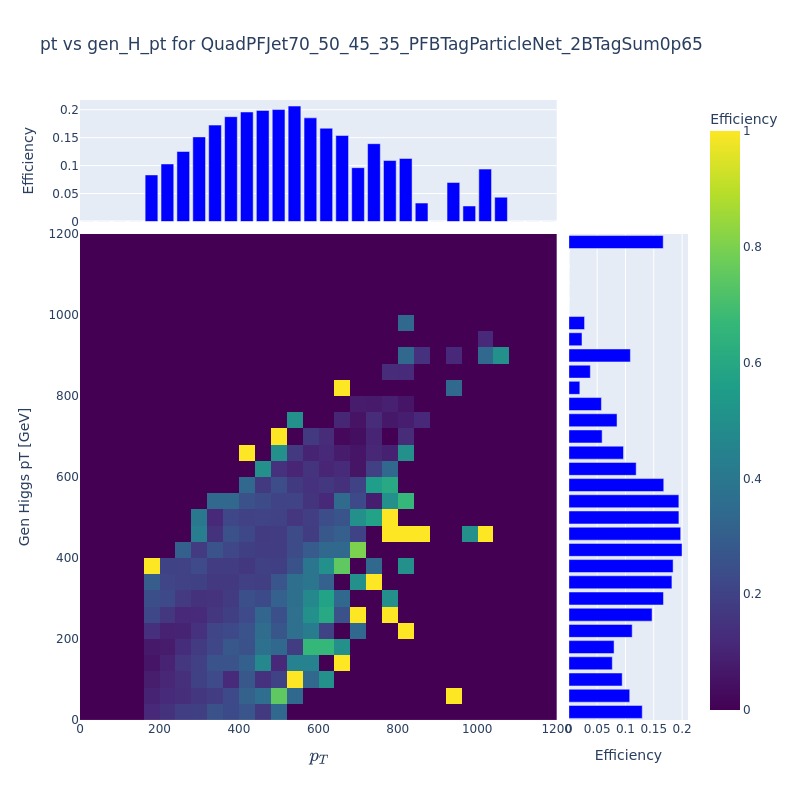 pt vs gen_H_pt for QuadPFJet70_50_45_35_PFBTagParticleNet_2BTagSum0p65
Efficiency
0.2
0.15
0.1
0.05
0
Efficiency
1
0.8
0.6
0.4
0.2
0
Gen Higgs pT [GeV]
1200
1000
800
600
400
200
0
0 200 400 600 800 1000 1200
p_T
0 0.05 0.1 0.15 0.2
Efficiency